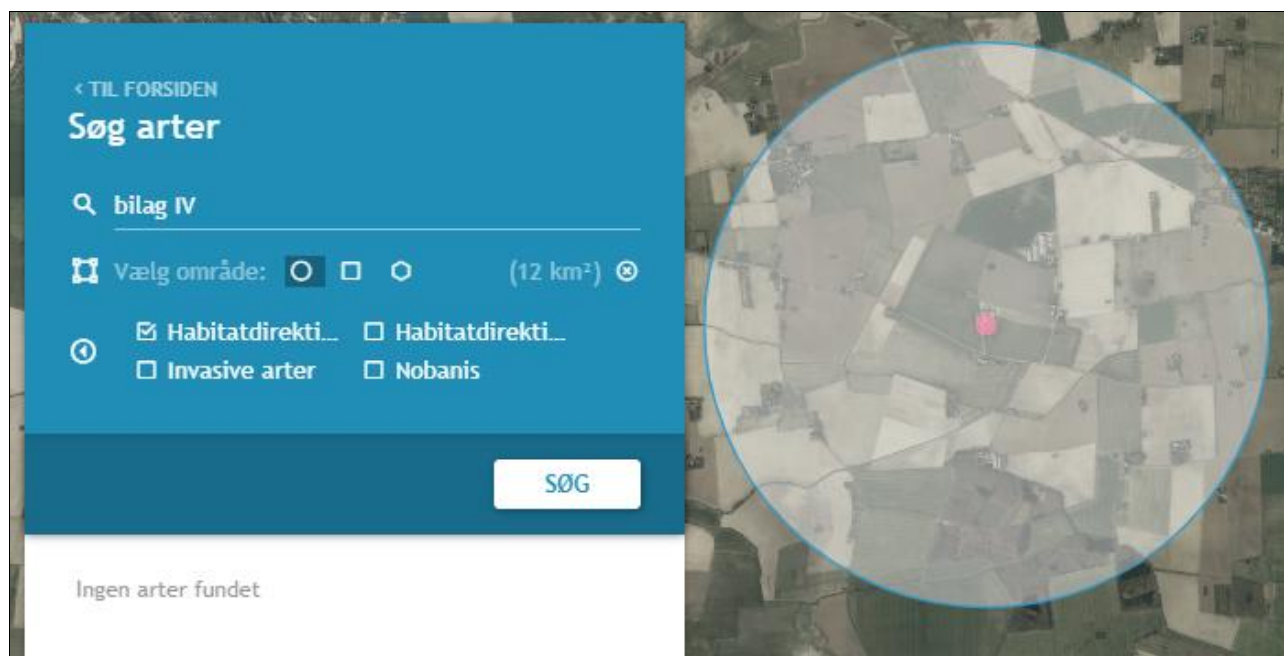 ‹ TIL FORSIDEN
Søg arter
bilag IV
Vælg område: (12 km²)
Habitatdirekti... Habitatdirekti...
Invasive arter Nobanis
SØG
Ingen arter fundet